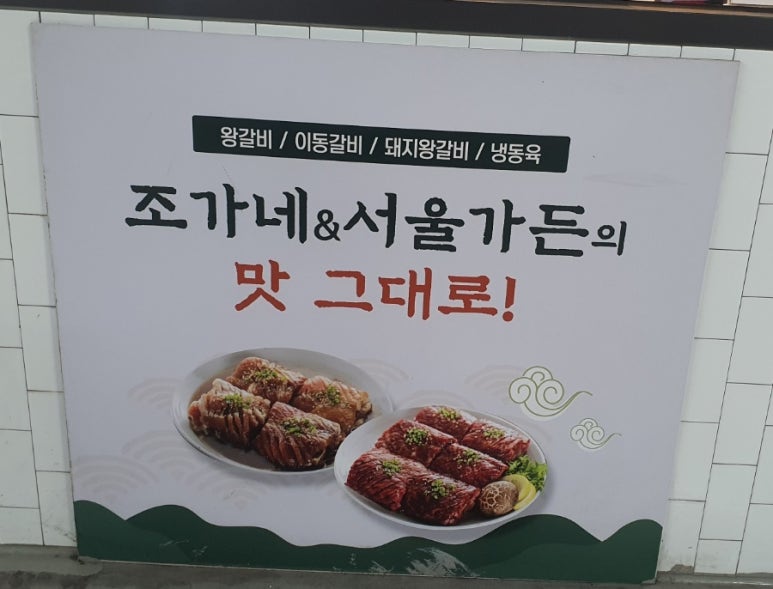 왕갈비 / 이동갈비 / 돼지왕갈비 / 냉동육
조가네&서울가든의
맛 그대로!